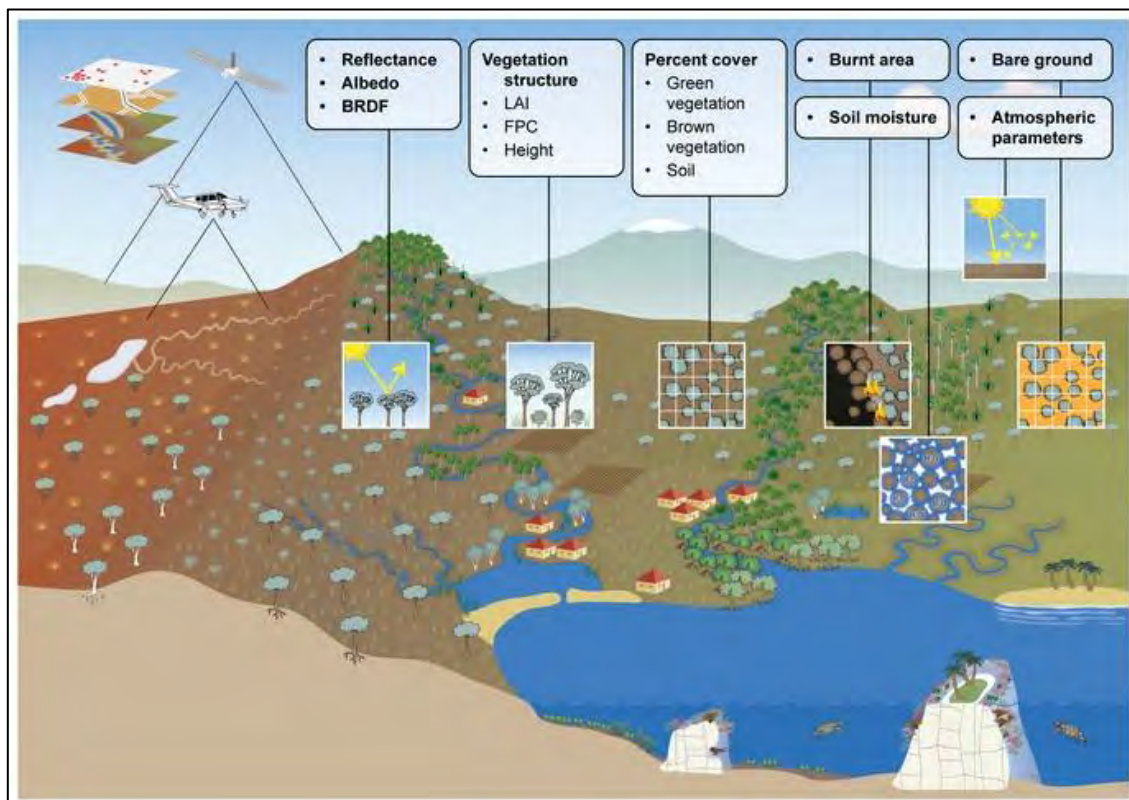 • Reflectance
• Albedo
• BRDF
Vegetation
structure
• LAI
• FPC
• Height
Percent cover
• Green
vegetation
• Brown
vegetation
• Soil
• Burnt area
• Soil moisture
• Bare ground
• Atmospheric
parameters